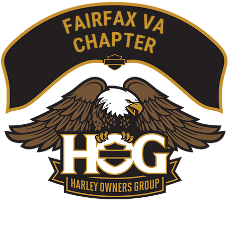 FAIRFAX VA
CHAPTER
HOG
HARLEY OWNERS GROUP